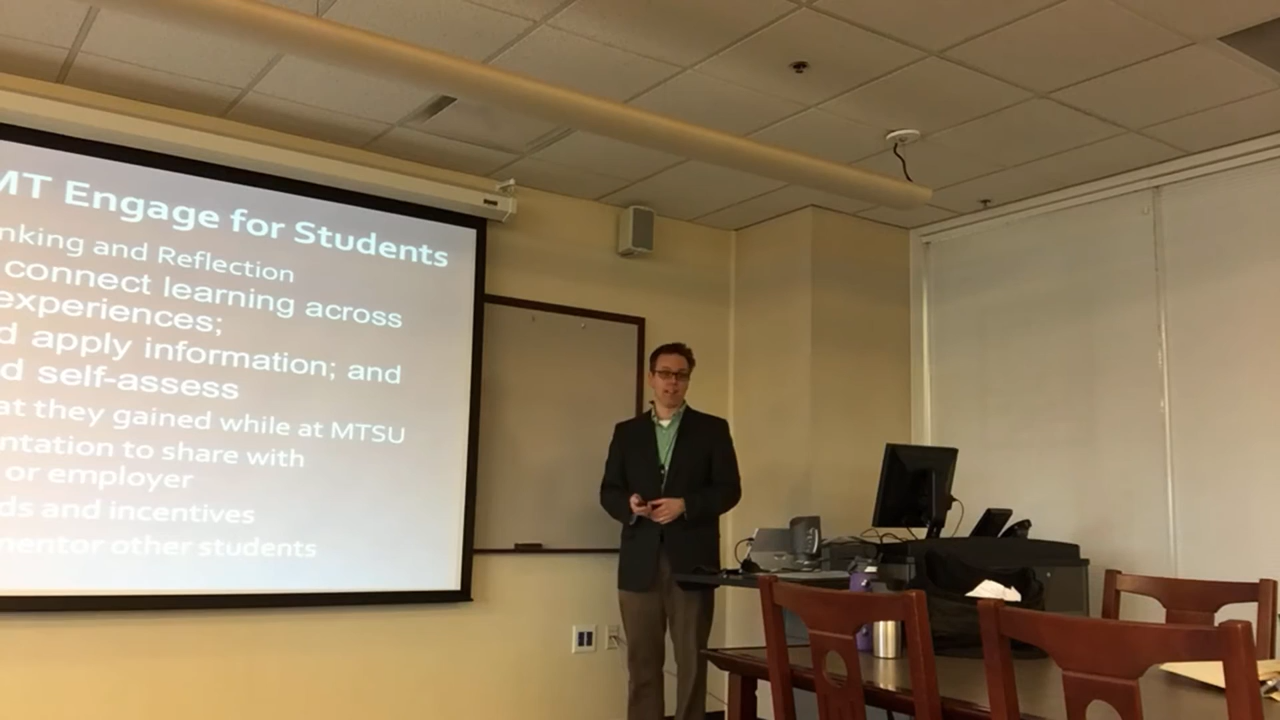 MT Engage for Students
nking and Reflection
connect learning across
experiences;
d apply information; and
d self-assess
at they gained while at MTSU
ntation to share with
or employer
ds and incentives
mentor other students